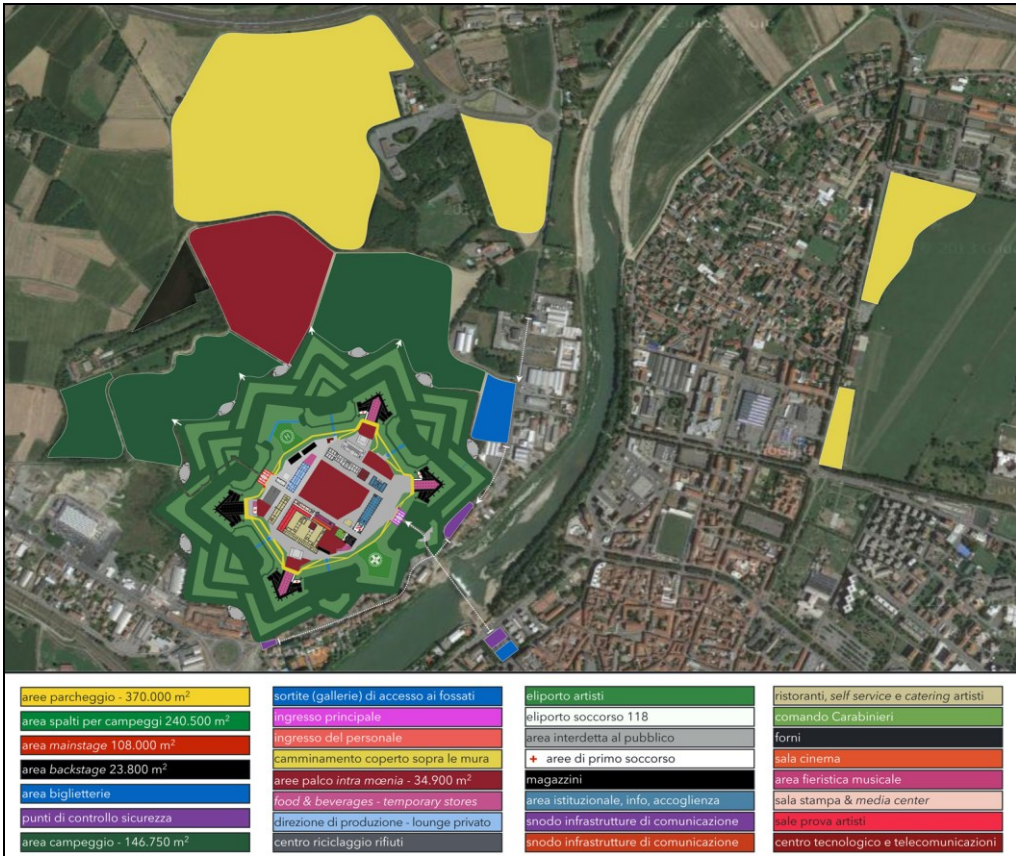 aree parcheggio - 370.000 m²
area spalti per campeggi 240.500 m²
area mainstage 108.000 m²
area backstage 23.800 m²
area biglietterie
punti di controllo sicurezza
area campeggio - 146.750 m²
sortite (gallerie) di accesso ai fossati
ingresso principale
ingresso del personale
camminamento coperto sopra le mura
aree palco intra mœnia - 34.900 m²
food & beverages - temporary stores
direzione di produzione - lounge privato
centro riciclaggio rifiuti
eliporto artisti
eliporto soccorso 118
area interdetta al pubblico
+ aree di primo soccorso
magazzini
area istituzionale, info, accoglienza
snodo infrastrutture di comunicazione
snodo infrastrutture di comunicazione
ristoranti, self service e catering artisti
comando Carabinieri
forni
sala cinema
area fieristica musicale
sala stampa & media center
sale prova artisti
centro tecnologico e telecomunicazioni